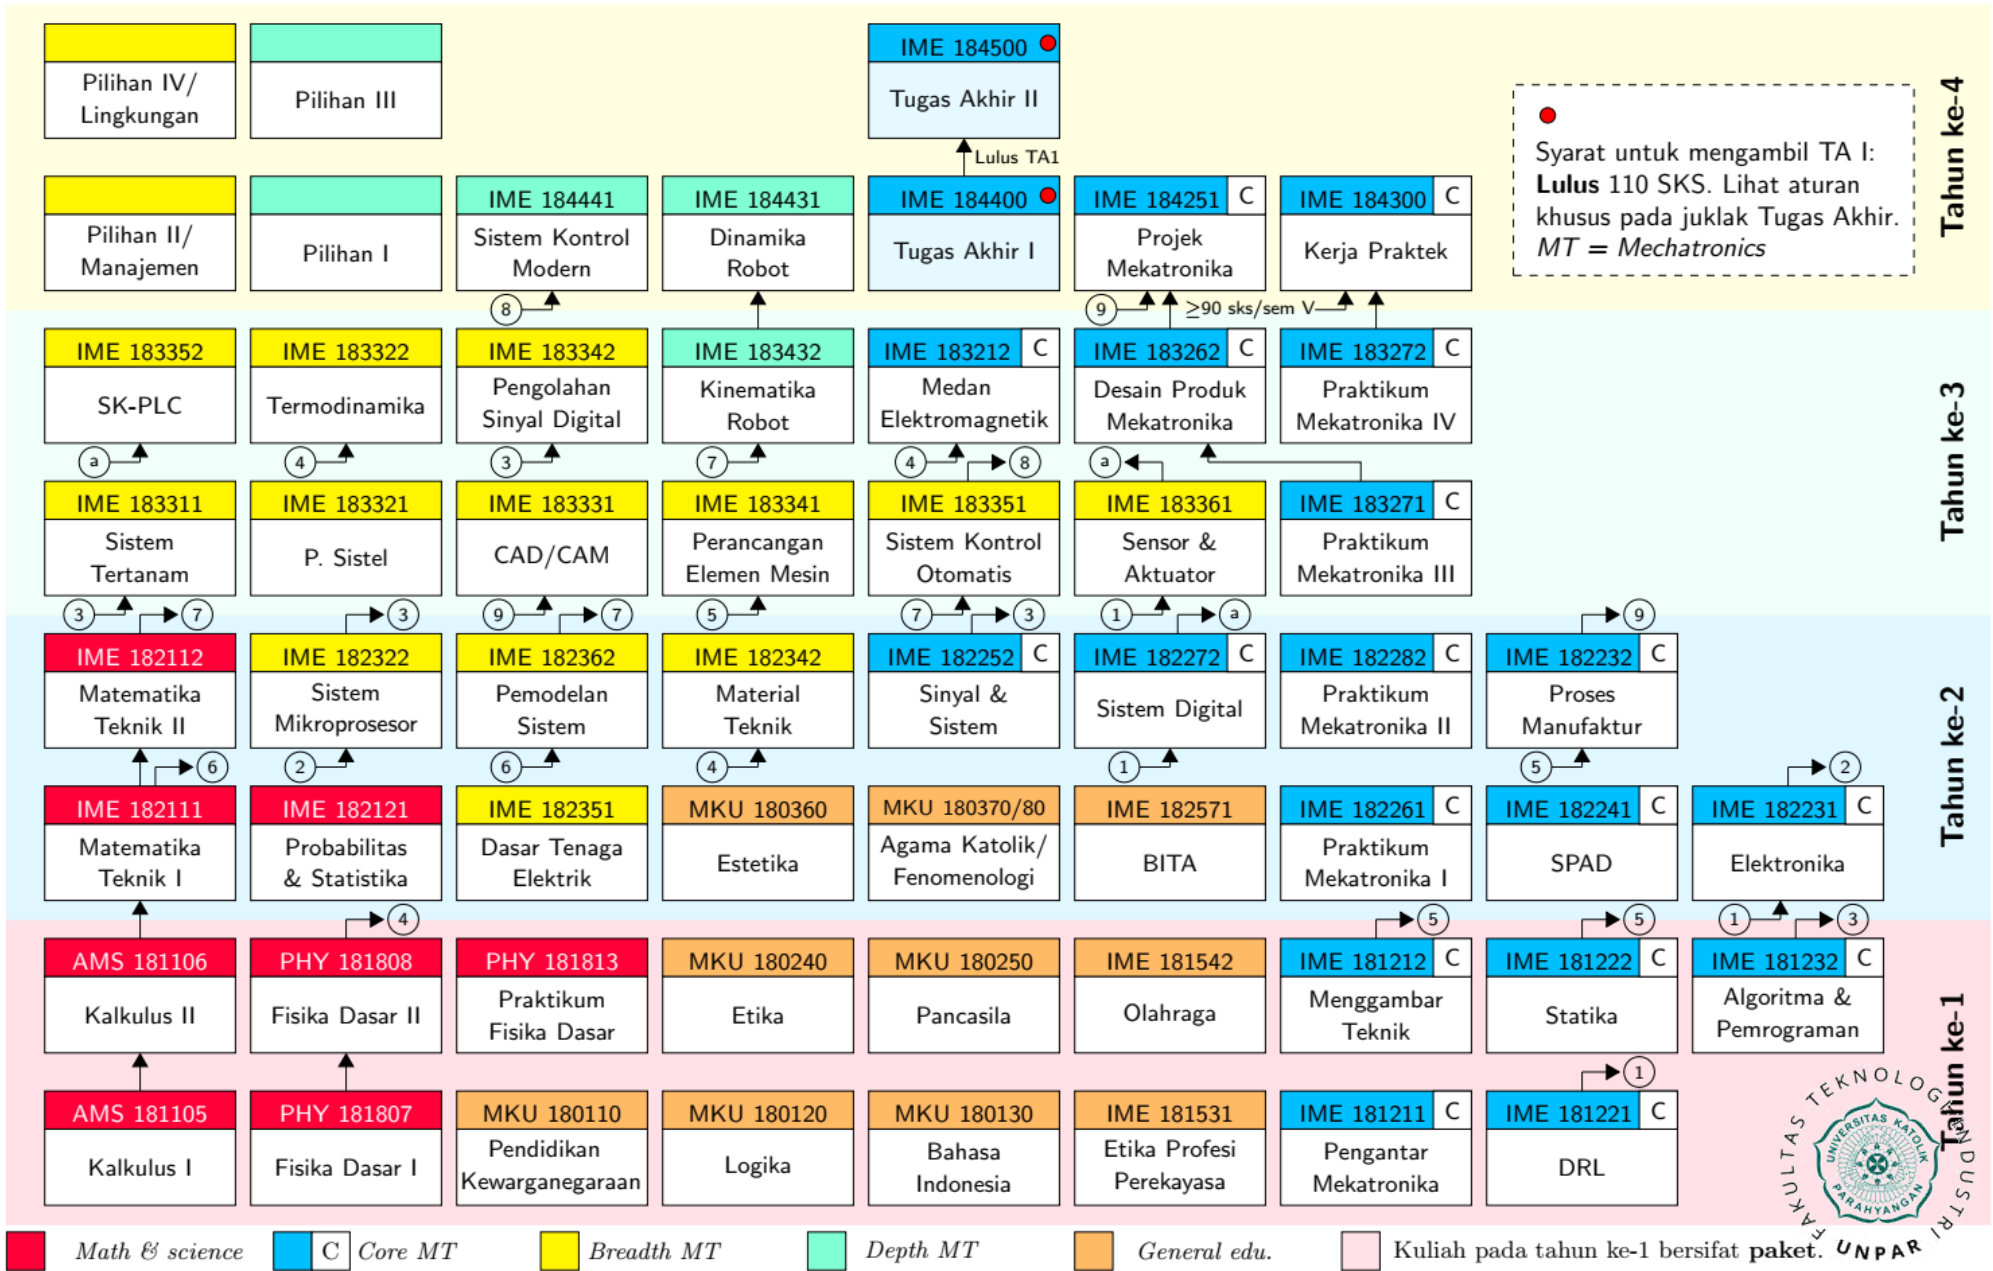 Pilihan IV/
Lingkungan
Pilihan III
IME 184500
Tugas Akhir II
Syarat untuk mengambil TA I:
Lulus 110 SKS. Lihat aturan
khusus pada juklak Tugas Akhir.
MT = Mechatronics
Tahun ke-4
Lulus TA1
Pilihan II/
Manajemen
Pilihan I
IME 184441
Sistem Kontrol
Modern
IME 184431
Dinamika
Robot
IME 184400
Tugas Akhir I
IME 184251 C
Projek
Mekatronika
IME 184300 C
Kerja Praktek
8
9
≥90 sks/sem V
IME 183352
SK-PLC
IME 183322
Termodinamika
IME 183342
Pengolahan
Sinyal Digital
IME 183432
Kinematika
Robot
IME 183212 C
Medan
Elektromagnetik
IME 183262 C
Desain Produk
Mekatronika
IME 183272 C
Praktikum
Mekatronika IV
Tahun ke-3
a
4
3
7
4
8
a
IME 183311
Sistem
Tertanam
IME 183321
P. Sistel
IME 183331
CAD/CAM
IME 183341
Perancangan
Elemen Mesin
IME 183351
Sistem Kontrol
Otomatis
IME 183361
Sensor &
Aktuator
IME 183271 C
Praktikum
Mekatronika III
3
7
3
9
7
5
7
3
1
a
9
IME 182112
Matematika
Teknik II
IME 182322
Sistem
Mikroprosesor
IME 182362
Pemodelan
Sistem
IME 182342
Material
Teknik
IME 182252 C
Sinyal &
Sistem
IME 182272 C
Sistem Digital
IME 182282 C
Praktikum
Mekatronika II
IME 182232 C
Proses
Manufaktur
Tahun ke-2
6
2
6
4
1
5
2
IME 182111
Matematika
Teknik I
IME 182121
Probabilitas
& Statistika
IME 182351
Dasar Tenaga
Elektrik
MKU 180360
Estetika
MKU 180370/80
Agama Katolik/
Fenomenologi
IME 182571
BITA
IME 182261 C
Praktikum
Mekatronika I
IME 182241 C
SPAD
IME 182231 C
Elektronika
4
5
5
1
3
AMS 181106
Kalkulus II
PHY 181808
Fisika Dasar II
PHY 181813
Praktikum
Fisika Dasar
MKU 180240
Etika
MKU 180250
Pancasila
IME 181542
Olahraga
IME 181212 C
Menggambar
Teknik
IME 181222 C
Statika
IME 181232 C
Algoritma &
Pemrograman
Tahun ke-1
1
AMS 181105
Kalkulus I
PHY 181807
Fisika Dasar I
MKU 180110
Pendidikan
Kewarganegaraan
MKU 180120
Logika
MKU 180130
Bahasa
Indonesia
IME 181531
Etika Profesi
Perekayasa
IME 181211 C
Pengantar
Mekatronika
IME 181221 C
DRL
FAKULTAS TEKNOLOGI INDUSTRI
UNIVERSITAS KATOLIK
PARAHYANGAN
UNPAR
Math & science
C Core MT
Breadth MT
Depth MT
General edu.
Kuliah pada tahun ke-1 bersifat paket.